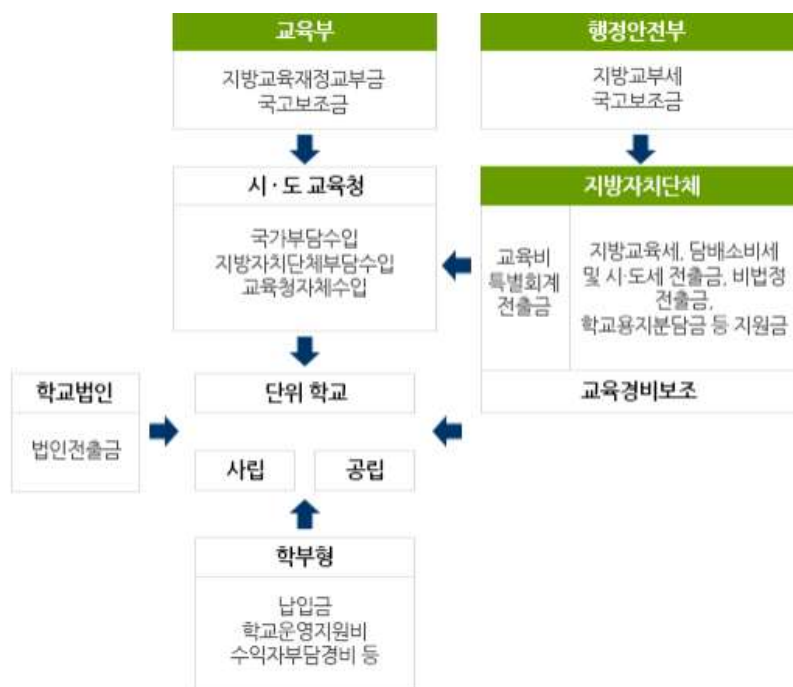 교육부
지방교육재정교부금
국고보조금
행정안전부
지방교부세
국고보조금
시·도 교육청
국가부담수입
지방자치단체부담수입
교육청자체수입
지방자치단체
교육비
특별회계
전출금
지방교육세, 담배소비세
및 시·도세 전출금, 비법정
전출금,
학교용지분담금 등 지원금
교육경비보조
학교법인
법인전출금
단위 학교
사립
공립
학부형
납입금
학교운영지원비
수익자부담경비 등